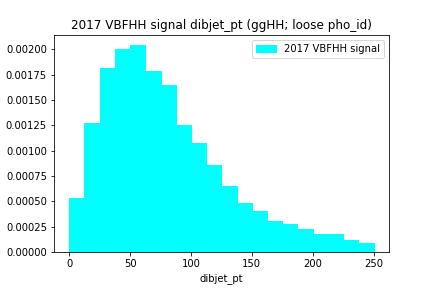 2017 VBFHH signal dibjet_pt (ggHH; loose pho_id)
2017 VBFHH signal
0.00200
0.00175
0.00150
0.00125
0.00100
0.00075
0.00050
0.00025
0.00000
0 50 100 150 200 250
dibjet_pt